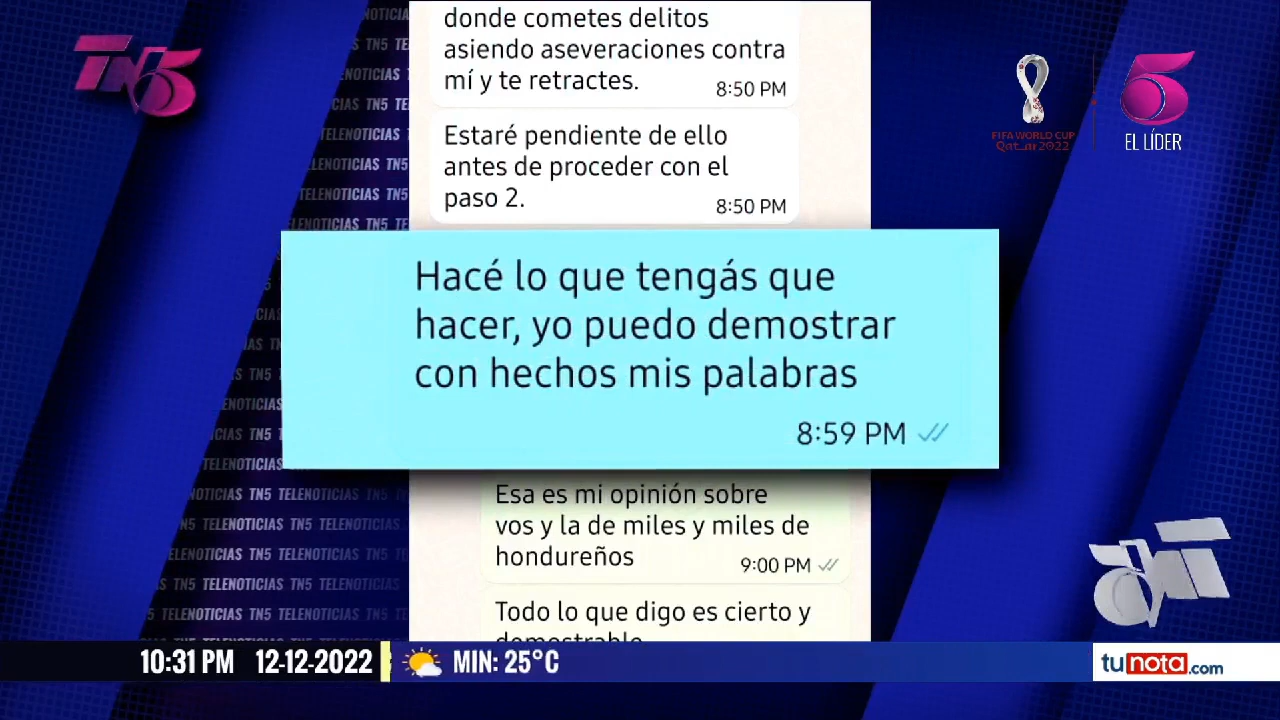 TN5
donde cometes delitos
asiendo aseveraciones contra
mí y te retractes.
8:50 PM
Estaré pendiente de ello
antes de proceder con el
paso 2.
8:50 PM
FIFA WORLD CUP
Qatar2022
5
EL LÍDER
Hacé lo que tengás que
hacer, yo puedo demostrar
con hechos mis palabras
8:59 PM
Esa es mi opinión sobre
vos y la de miles y miles de
hondureños
9:00 PM
Todo lo que digo es cierto y
demostrable
TELENOTICIAS TN5 TELENOTICIAS
10:31 PM 12-12-2022 MIN: 25°C
tunota.com